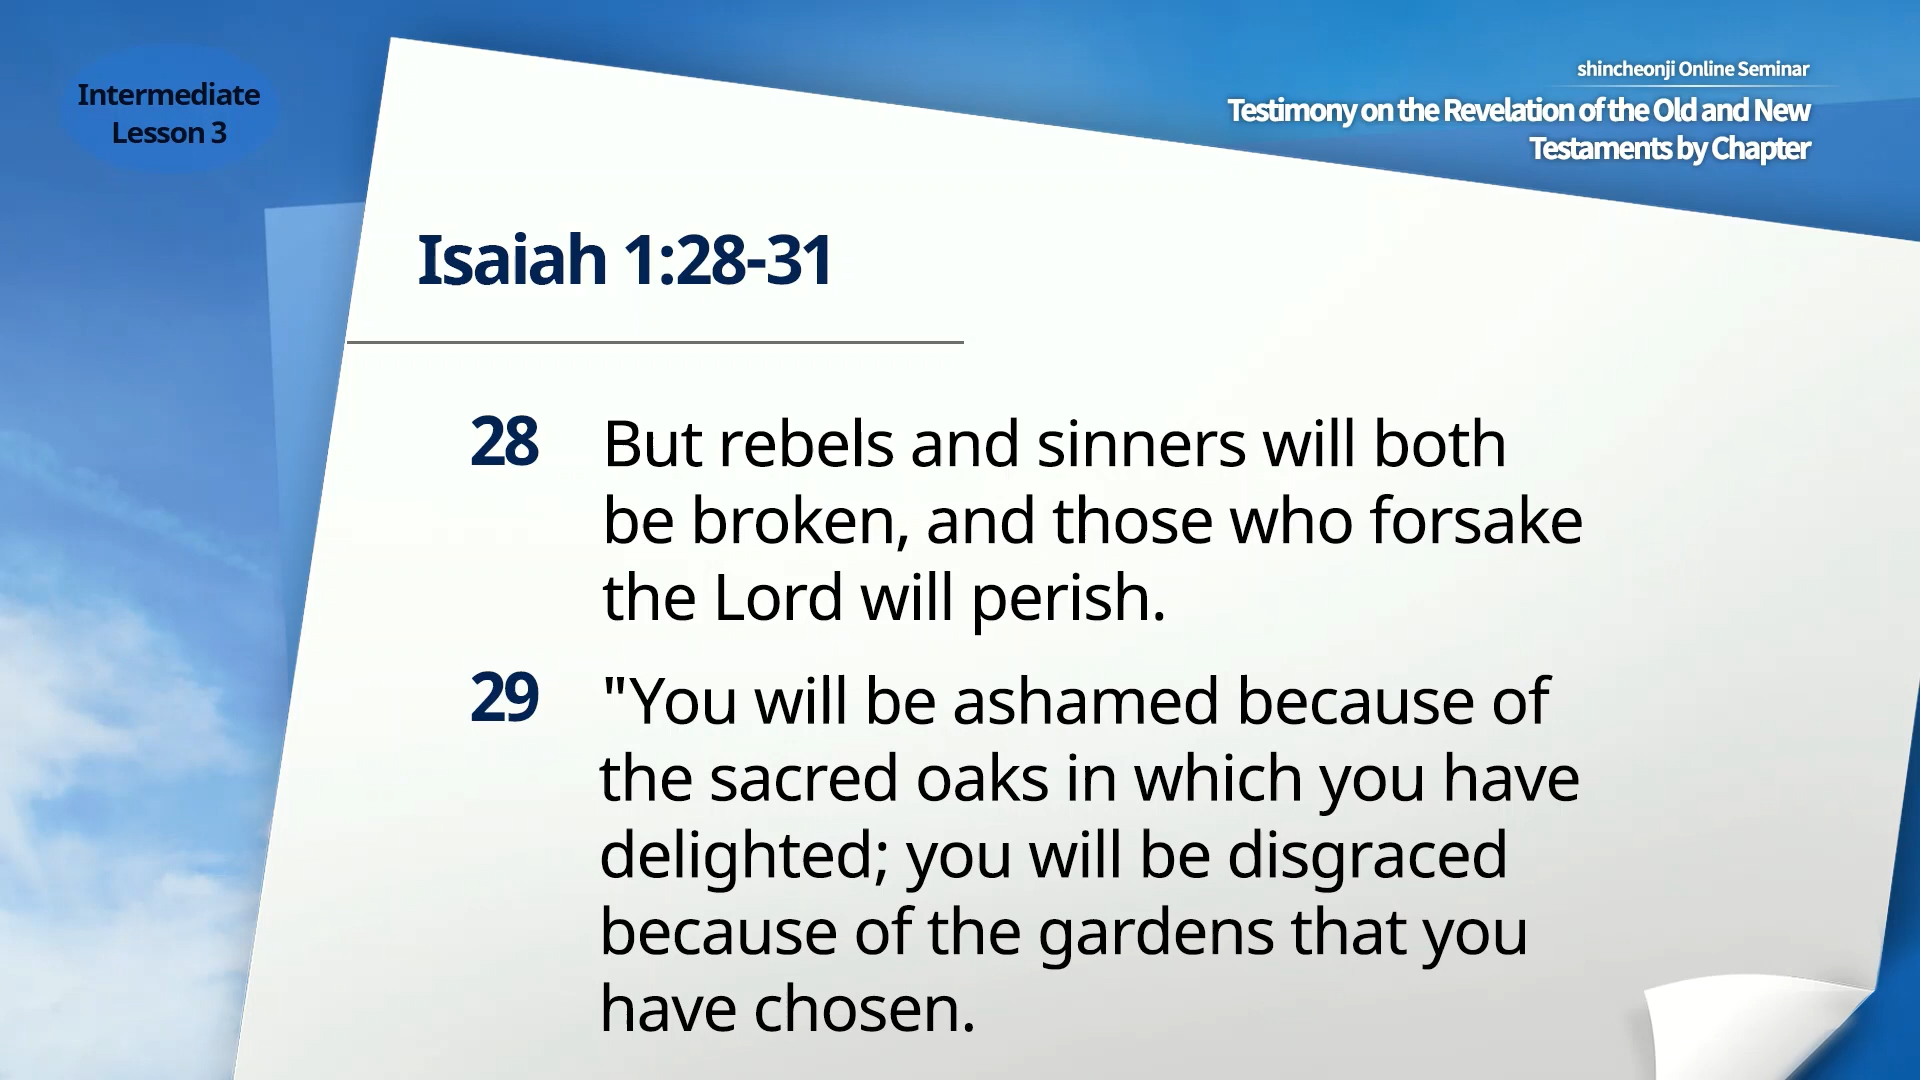 Intermediate
Lesson 3
shincheonji Online Seminar
Testimony on the Revelation of the Old and New
Testaments by Chapter
Isaiah 1:28-31
28 But rebels and sinners will both
be broken, and those who forsake
the Lord will perish.
29 "You will be ashamed because of
the sacred oaks in which you have
delighted; you will be disgraced
because of the gardens that you
have chosen.